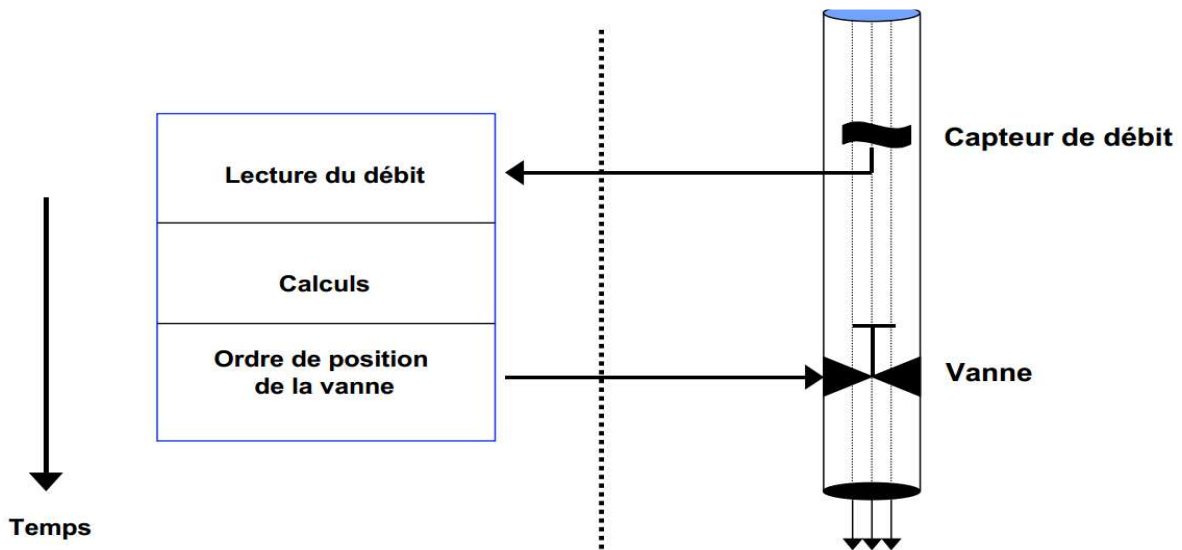 Lecture du débit
Calculs
Ordre de position
de la vanne
Temps
Capteur de débit
Vanne